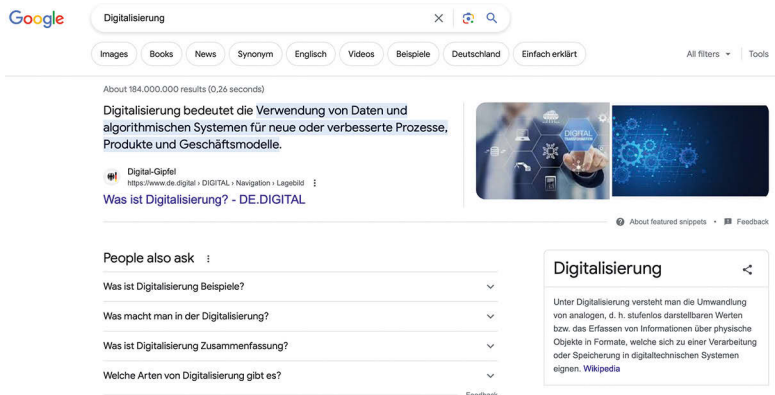 Google
Digitalisierung
Images
Books
News
Synonym
Englisch
Videos
Beispiele
Deutschland
Einfach erklärt
All filters
Tools
About 184.000.000 results (0,26 seconds)
Digitalisierung bedeutet die Verwendung von Daten und
algorithmischen Systemen für neue oder verbesserte Prozesse,
Produkte und Geschäftsmodelle.
DIGITAL
Digital-Gipfel
https://www.de.digital › DIGITAL › Navigation › Lagebild
Was ist Digitalisierung? - DE.DIGITAL
About featured snippets • Feedback
People also ask
Was ist Digitalisierung Beispiele?
Was macht man in der Digitalisierung?
Was ist Digitalisierung Zusammenfassung?
Welche Arten von Digitalisierung gibt es?
Feedback
Digitalisierung
Unter Digitalisierung versteht man die Umwandlung
von analogen, d. h. stufenlos darstellbaren Werten
bzw. das Erfassen von Informationen über physische
Objekte in Formate, welche sich zu einer Verarbeitung
oder Speicherung in digitaltechnischen Systemen
eignen. Wikipedia